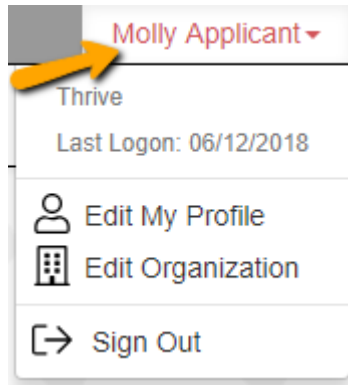 Molly Applicant
Thrive
Last Logon: 06/12/2018
Edit My Profile
Edit Organization
Sign Out